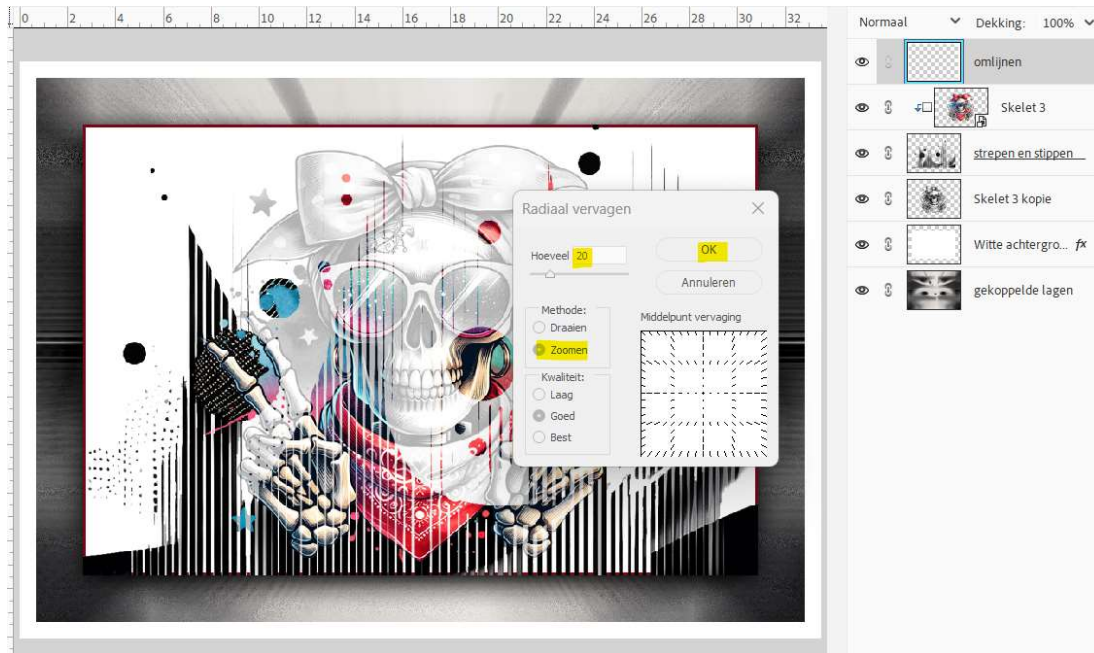 0 2 4 6 8 10 12 14 16 18 20 22 24 26 28 30 32
Normaal Dekking: 100%
omlijnen
Skelet 3
strepen en stippen
Skelet 3 kopie
Witte achtergro... fx
gekoppelde lagen
Radiaal vervagen
Hoeveel 20
OK
Annuleren
Methode:
Draaien
Zoomen
Kwaliteit:
Laag
Goed
Best
Middelpunt vervaging